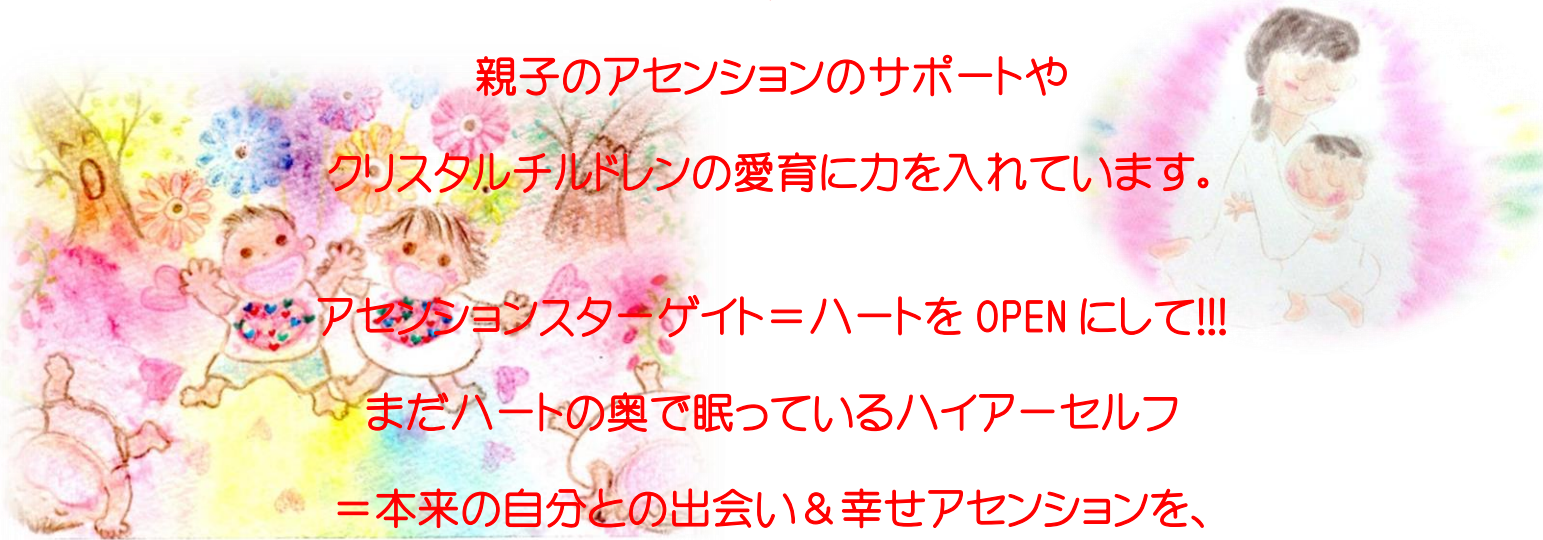 親子のアセンションのサポートや
クリスタルチルドレンの愛育に力を入れています。
アセンションスターゲイト＝ハートを OPEN にして!!!
まだハートの奥で眠っているハイアーセルフ
＝本来の自分との出会い＆幸せアセンションを、